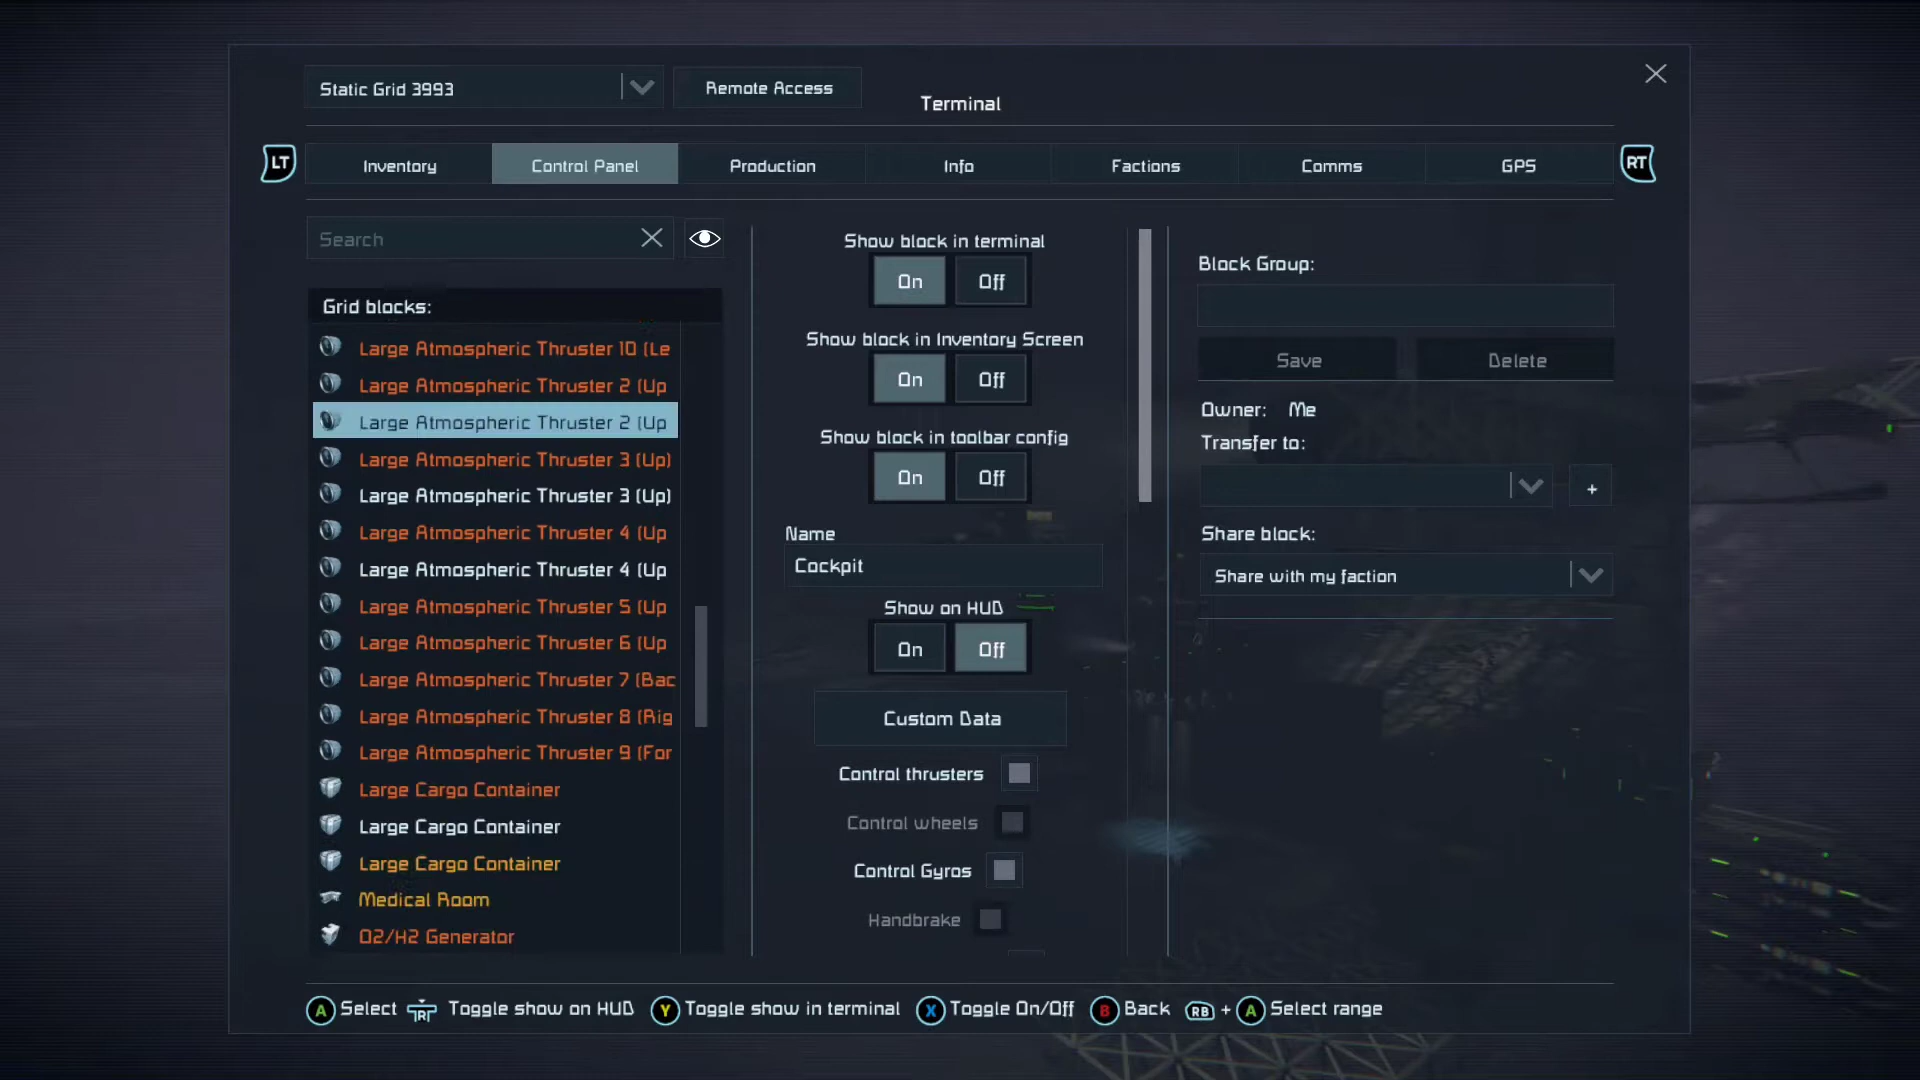 Static Grid 3993
Remote Access
Terminal
LT
Inventory
Control Panel
Production
Info
Factions
Comms
GPS
RT
Search
Grid blocks:
Large Atmospheric Thruster 10 (Le
Large Atmospheric Thruster 2 (Up
Large Atmospheric Thruster 2 (Up
Large Atmospheric Thruster 3 (Up)
Large Atmospheric Thruster 3 (Up)
Large Atmospheric Thruster 4 (Up
Large Atmospheric Thruster 4 (Up
Large Atmospheric Thruster 5 (Up
Large Atmospheric Thruster 6 (Up
Large Atmospheric Thruster 7 (Bac
Large Atmospheric Thruster 8 (Rig
Large Atmospheric Thruster 9 (For
Large Cargo Container
Large Cargo Container
Large Cargo Container
Medical Room
O2/H2 Generator
Show block in terminal
On Off
Show block in Inventory Screen
On Off
Show block in toolbar config
On Off
Name
Cockpit
Show on HUD
On Off
Custom Data
Control thrusters
Control wheels
Control Gyros
Handbrake
Block Group:
Save Delete
Owner: Me
Transfer to:
+
Share block:
Share with my faction
A Select R Toggle show on HUD Y Toggle show in terminal X Toggle On/Off B Back RB + A Select range